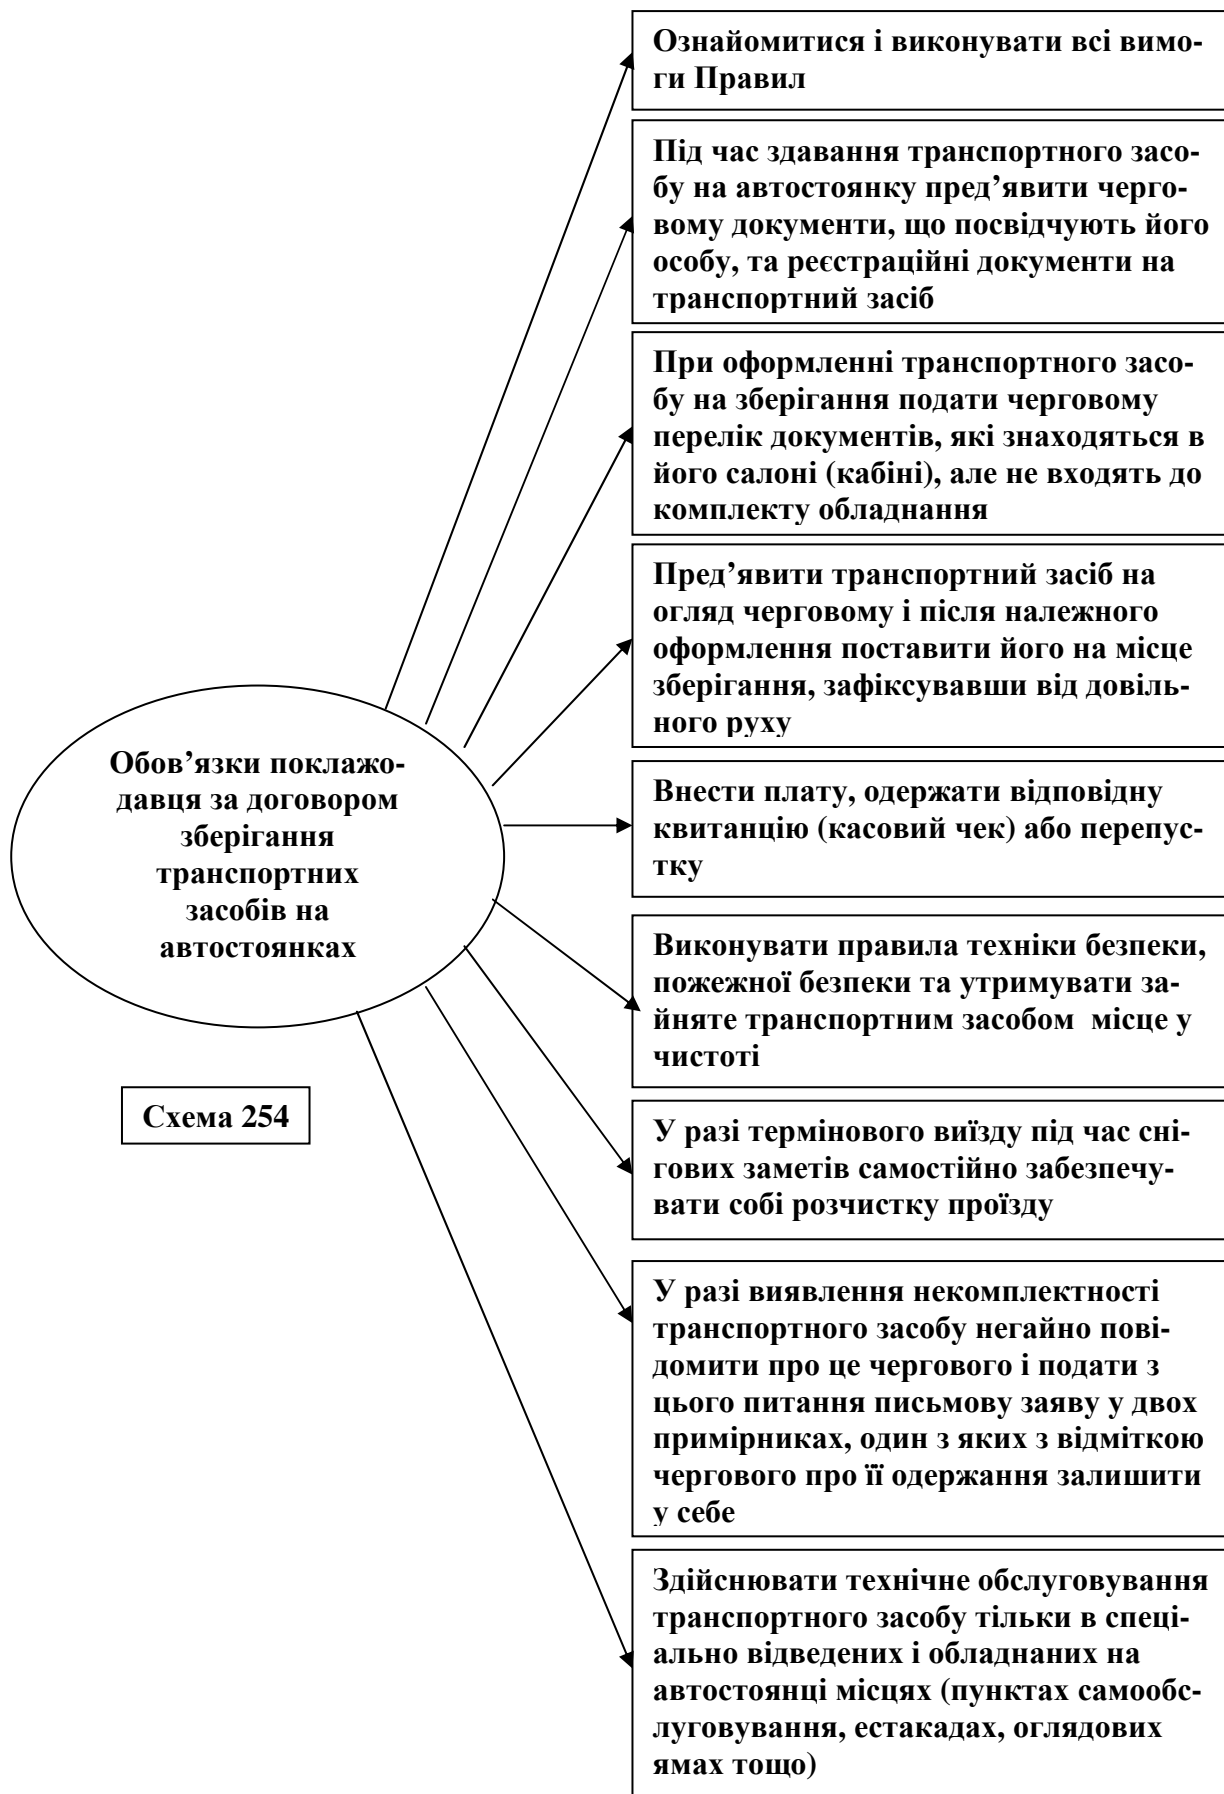 Ознайомитися і виконувати всі вимо-
ги Правил
Під час здавання транспортного засо-
бу на автостоянку пред’явити черго-
вому документи, що посвідчують його
особу, та реєстраційні документи на
транспортний засіб
При оформленні транспортного засо-
бу на зберігання подати черговому
перелік документів, які знаходяться в
його салоні (кабіні), але не входять до
комплекту обладнання
Пред’явити транспортний засіб на
огляд черговому і після належного
оформлення поставити його на місце
зберігання, зафіксувавши від довіль-
ного руху
Обов’язки поклажо-
давця за договором
зберігання
транспортних
засобів на
автостоянках
Внести плату, одержати відповідну
квитанцію (касовий чек) або перепус-
тку
Виконувати правила техніки безпеки,
пожежної безпеки та утримувати за-
йняте транспортним засобом місце у
чистоті
Схема 254
У разі термінового виїзду під час сні-
гових заметів самостійно забезпечу-
вати собі розчистку проїзду
У разі виявлення некомплектності
транспортного засобу негайно пові-
домити про це чергового і подати з
цього питання письмову заяву у двох
примірниках, один з яких з відміткою
чергового про її одержання залишити
у себе
Здійснювати технічне обслуговування
транспортного засобу тільки в спеці-
ально відведених і обладнаних на
автостоянці місцях (пунктах самообс-
луговування, естакадах, оглядових
ямах тощо)